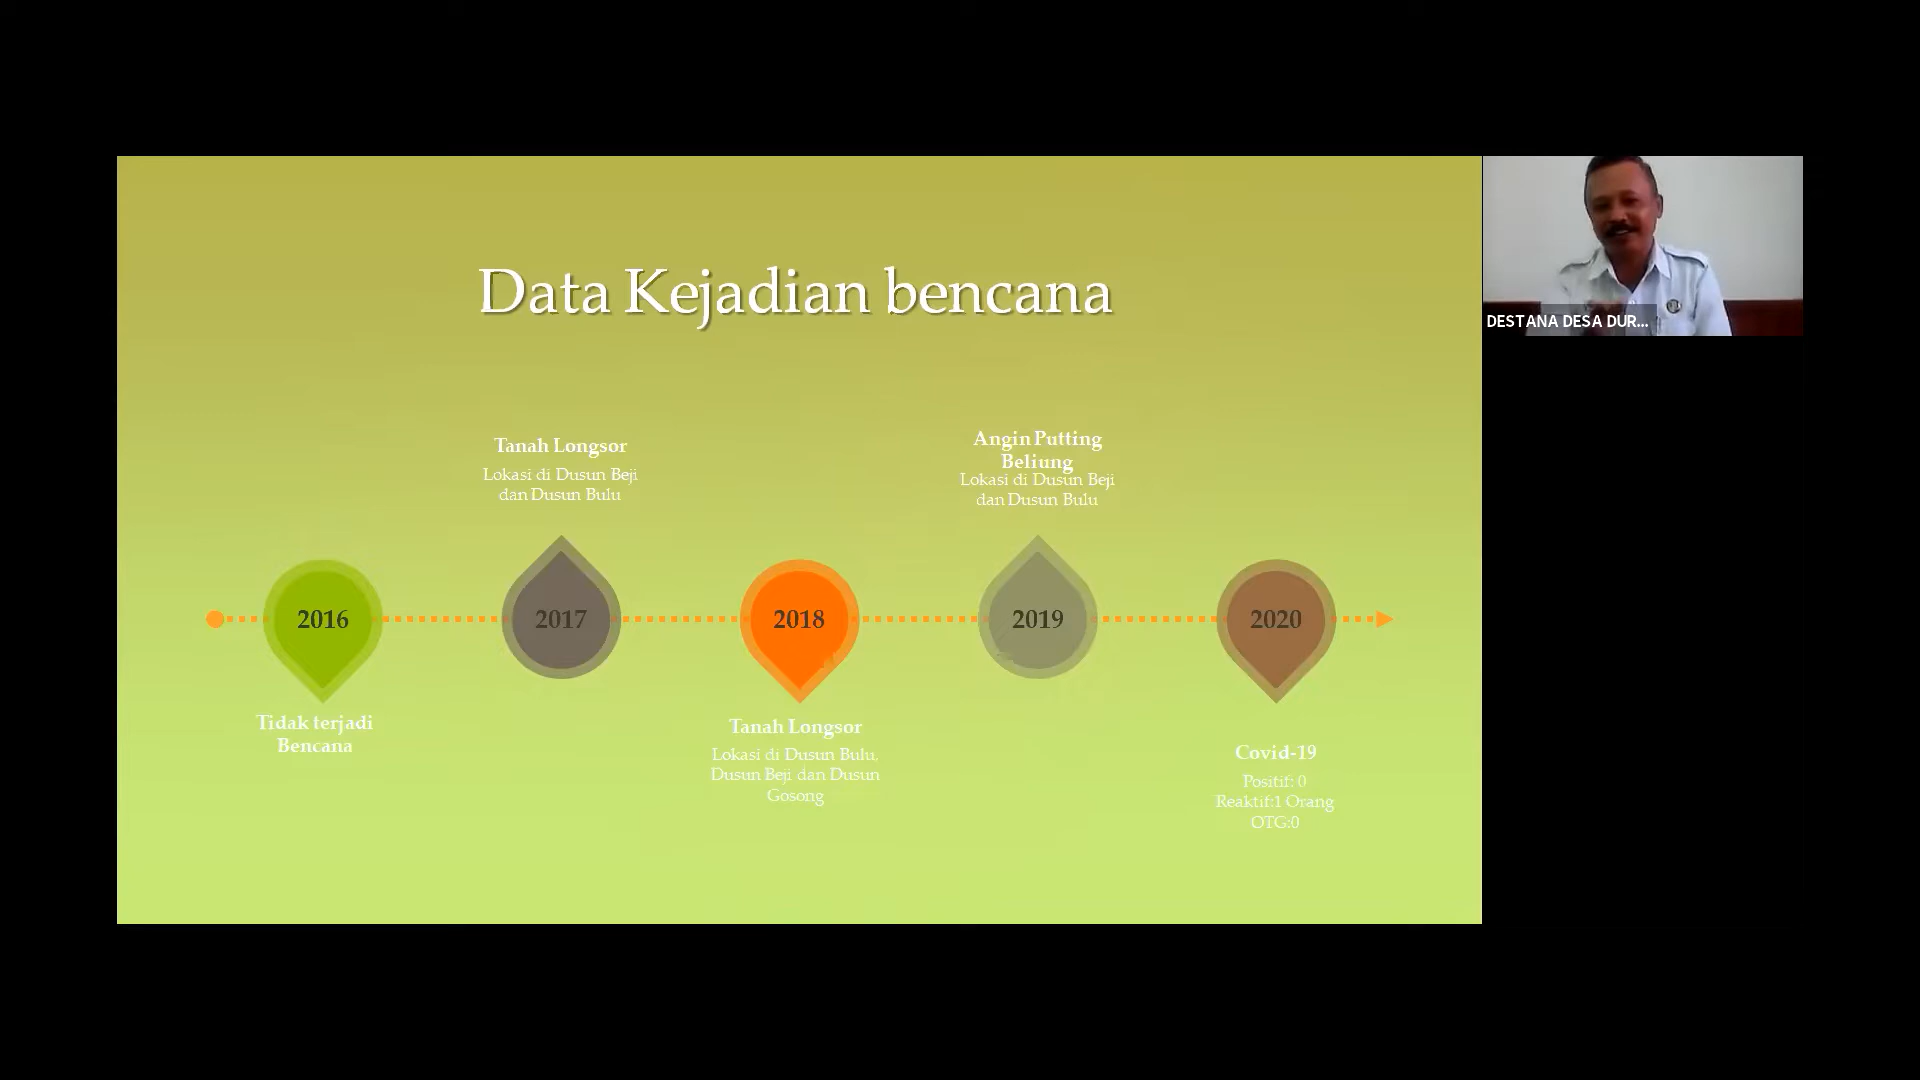 Data Kejadian bencana
DESTANA DESA DUR...
Tanah Longsor
Lokasi di Dusun Beji
dan Dusun Bulu
Angin Putting
Beliung
Lokasi di Dusun Beji
dan Dusun Bulu
2016
2017
2018
2019
2020
Tidak terjadi
Bencana
Tanah Longsor
Lokasi di Dusun Bulu,
Dusun Beji dan Dusun
Gosong
Covid-19
Positif: 0
Reaktif:1 Orang
OTG:0